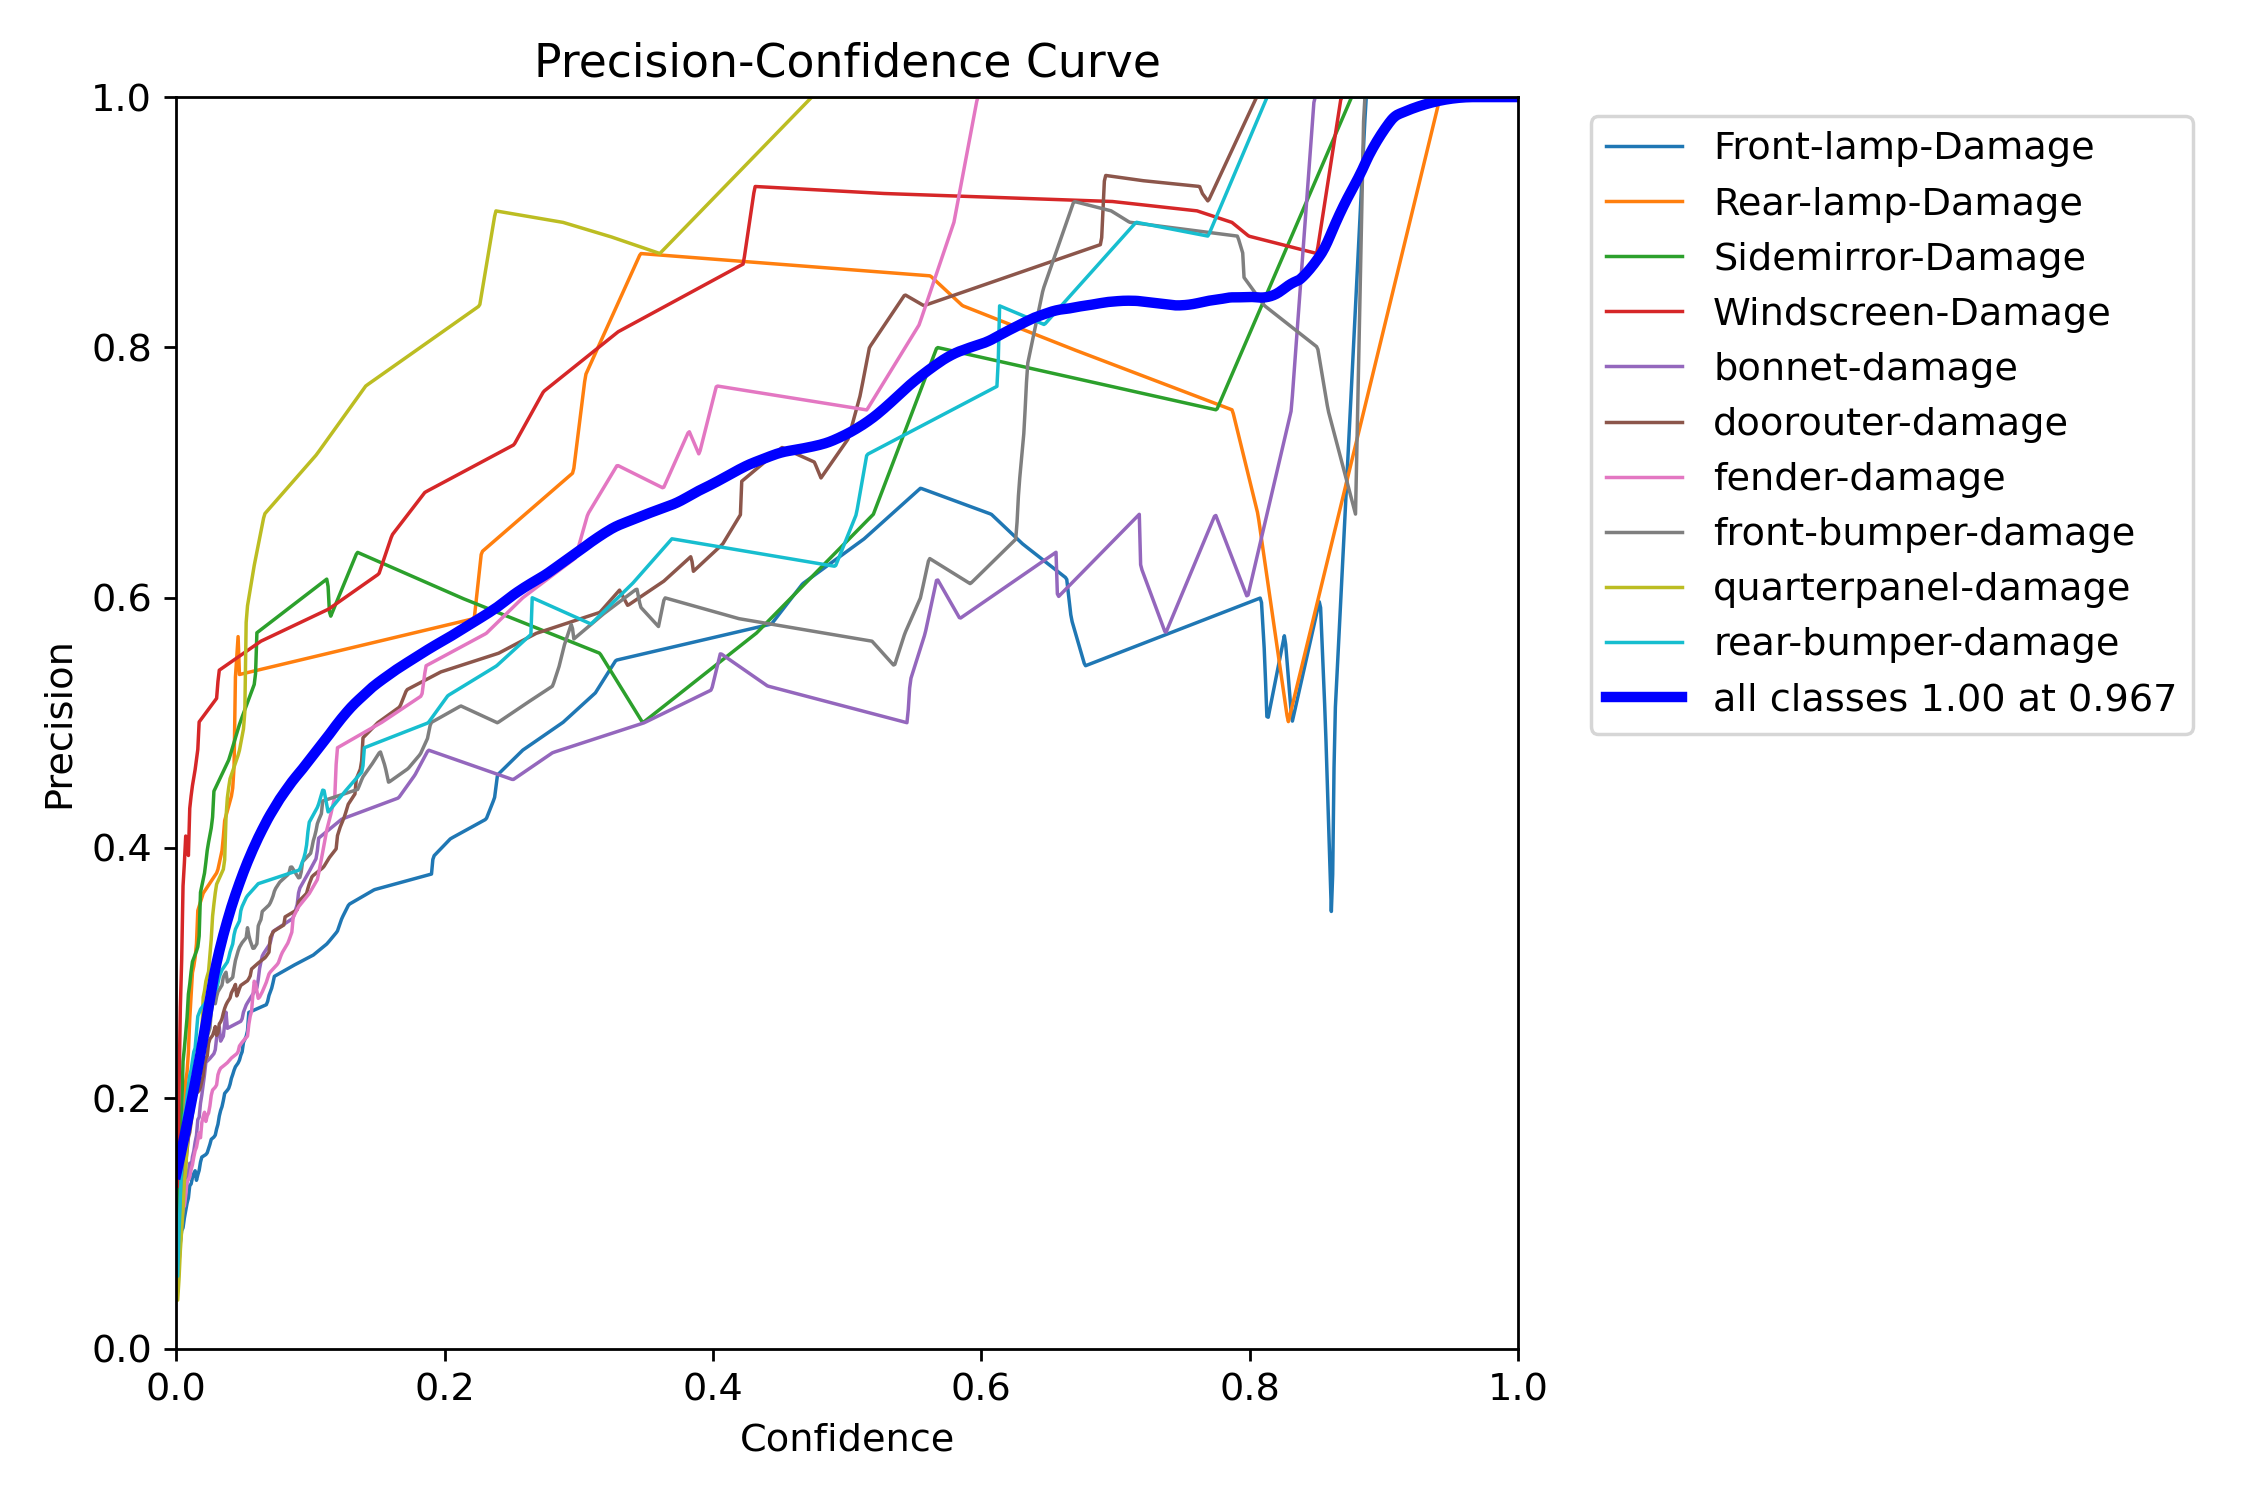 Precision-Confidence Curve
1.0
0.8
0.6
0.4
0.2
0.0
Precision
0.0 0.2 0.4 0.6 0.8 1.0
Confidence
Front-lamp-Damage
Rear-lamp-Damage
Sidemirror-Damage
Windscreen-Damage
bonnet-damage
doorouter-damage
fender-damage
front-bumper-damage
quarterpanel-damage
rear-bumper-damage
all classes 1.00 at 0.967